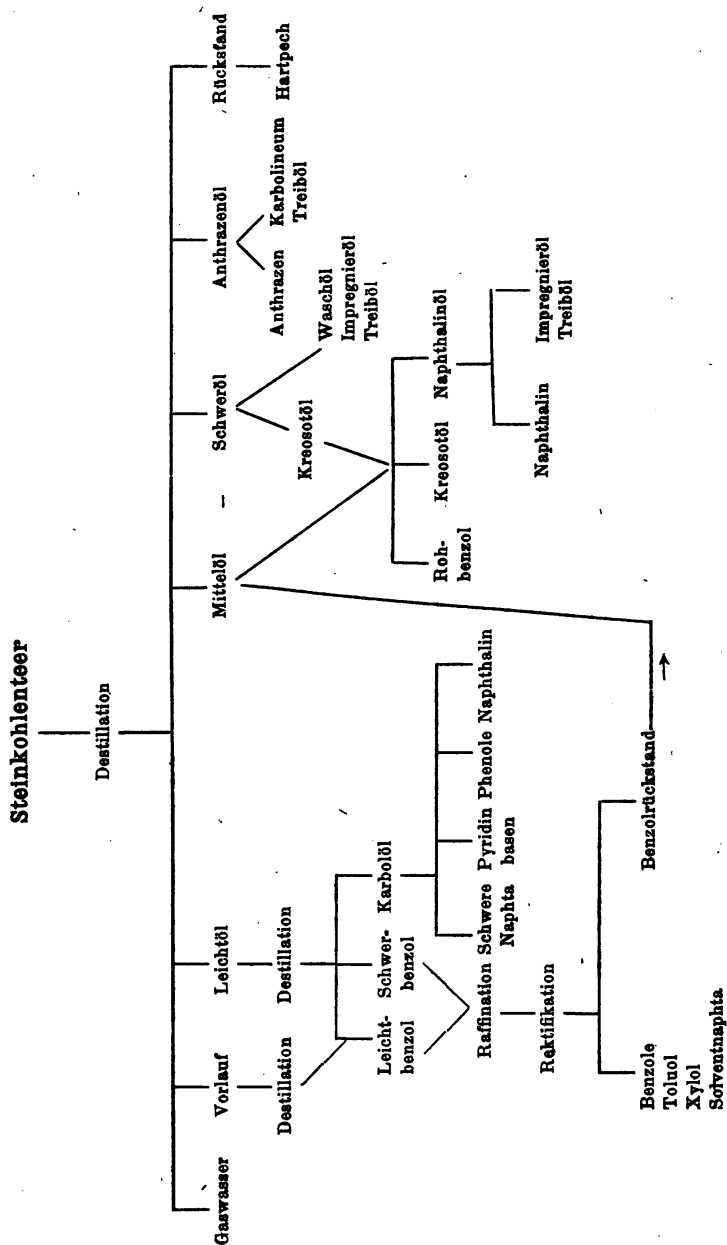 Steinkohlenteer
Destillation
Gaswasser Vorlauf Leichtöl Mittelöl – Schweröl Anthrazenöl Rückstand
Destillation Destillation
Anthrazen Karbolineum Hartpech
Treiböl
Leicht- Schwer- Karbolöl
benzol benzol
Kreosotöl Waschöl
Impregnieröl
Treiböl
Raffination Schwere Pyridin Phenole Naphthalin
Naphta basen
Roh- Kreosotöl Naphthalinöl
benzol
Rektifikation
Naphthalin Impregnieröl
Treiböl
Benzole Benzolrückstand
Toluol
Xylol
Solventnaphta